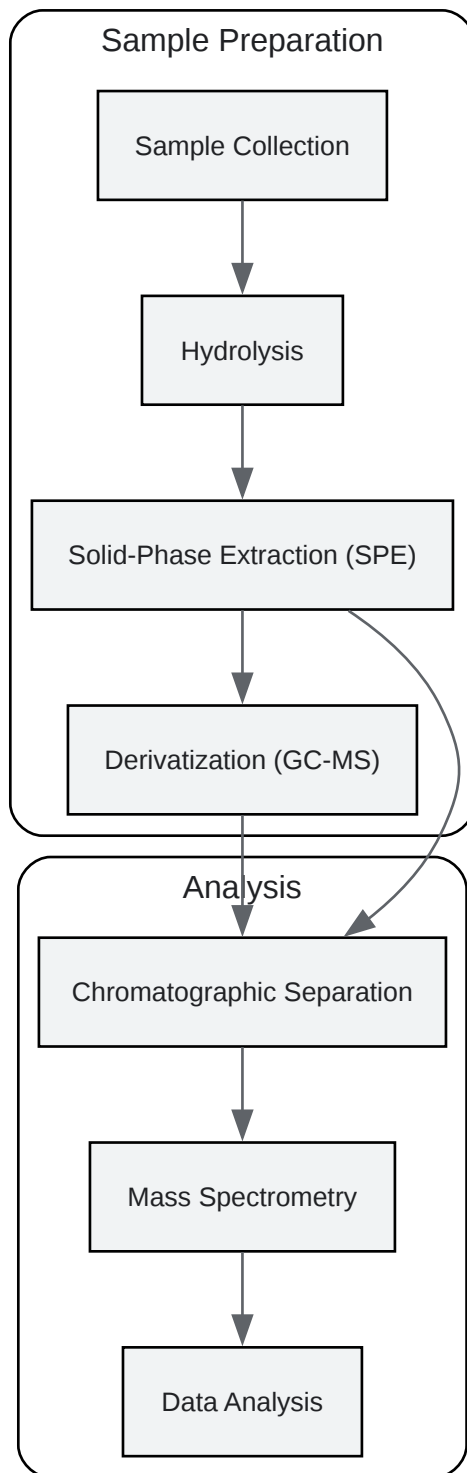 Sample Preparation
Sample Collection
Hydrolysis
Solid-Phase Extraction (SPE)
Derivatization (GC-MS)
Analysis
Chromatographic Separation
Mass Spectrometry
Data Analysis